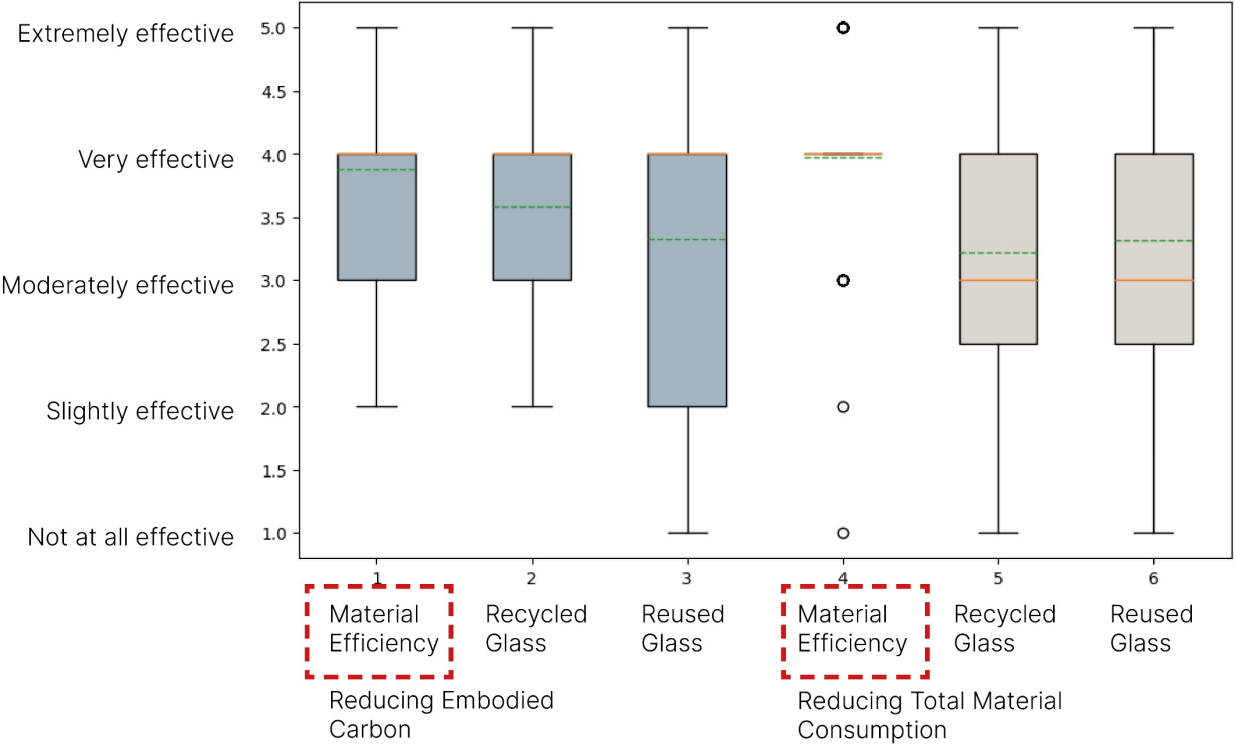 Extremely effective
Very effective
Moderately effective
Slightly effective
Not at all effective
5.0
4.5
4.0
3.5
3.0
2.5
2.0
1.5
1.0
1 2 3 4 5 6
Material Recycled Reused Material Recycled Reused
Efficiency Glass Glass Efficiency Glass Glass
Reducing Embodied Reducing Total Material
Carbon Consumption